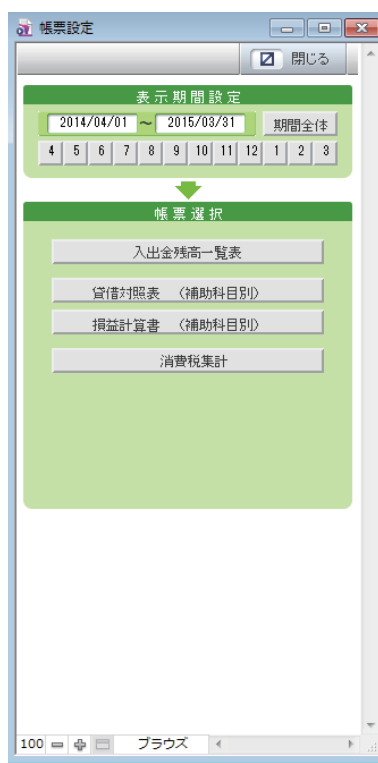 帳票設定
閉じる
表示期間設定
2014/04/01 ～ 2015/03/31 期間全体
4 5 6 7 8 9 10 11 12 1 2 3
帳票選択
入出金残高一覧表
貸借対照表 （補助科目別）
損益計算書 （補助科目別）
消費税集計
100 ブラウズ